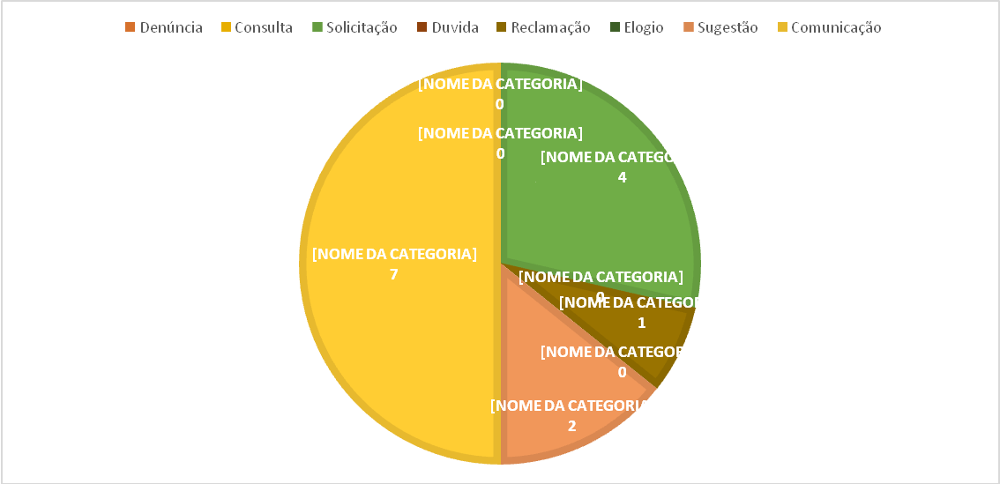 Denúncia Consulta Solicitação Duvida Reclamação Elogio Sugestão Comunicação
[NOME DA CATEGORIA]
0
[NOME DA CATEGORIA]
0
[NOME DA CATEGO
4
[NOME DA CATEGORIA]
7
[NOME DA CATEGORIA]
0
[NOME DA CATEGOR
1
[NOME DA CATEGOR
0
[NOME DA CATEGORIA
2